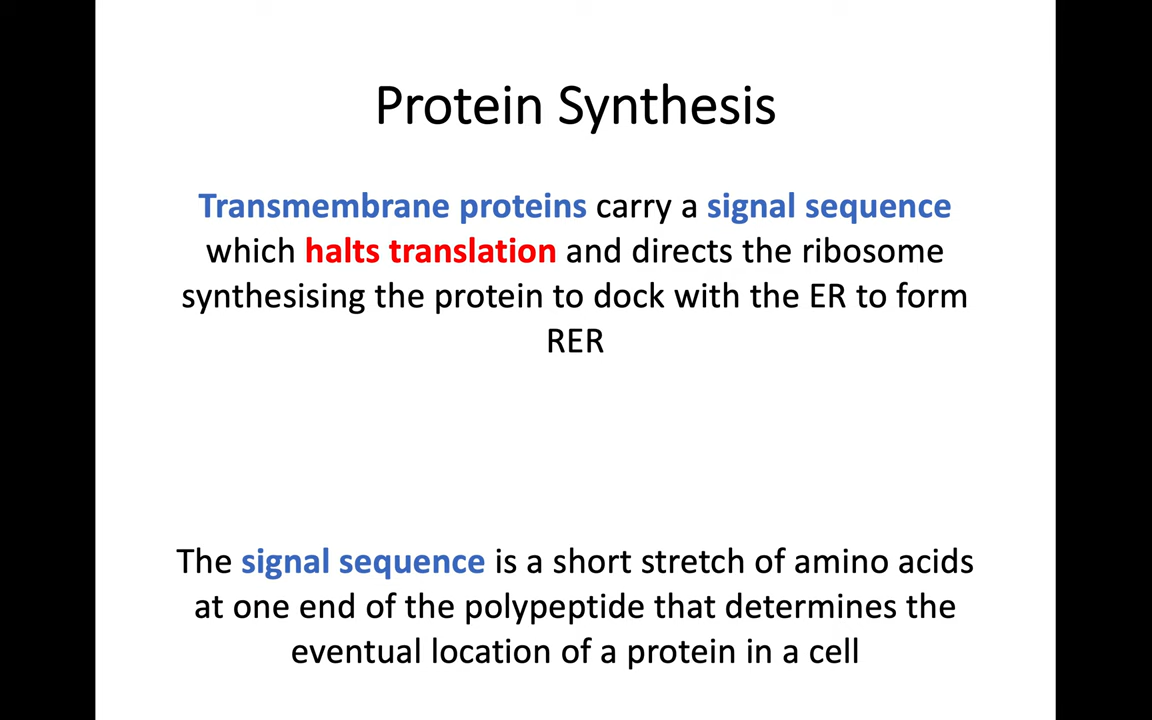 Protein Synthesis
Transmembrane proteins carry a signal sequence
which halts translation and directs the ribosome
synthesising the protein to dock with the ER to form
RER
The signal sequence is a short stretch of amino acids
at one end of the polypeptide that determines the
eventual location of a protein in a cell